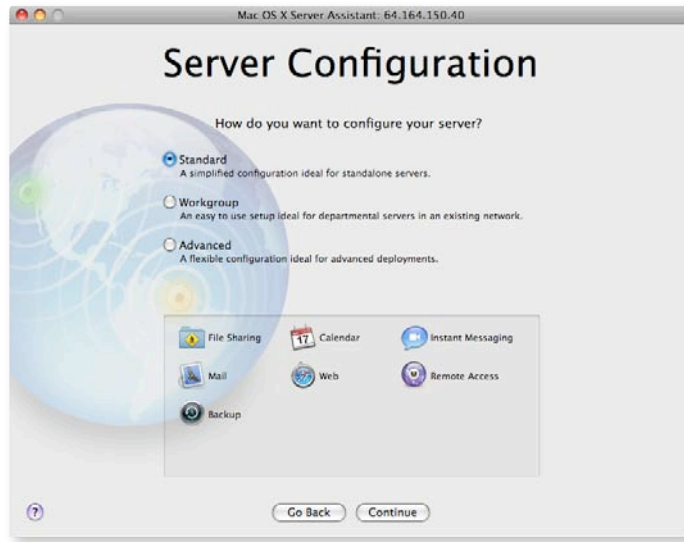 Mac OS X Server Assistant: 64.164.150.40
Server Configuration
How do you want to configure your server?
Standard
A simplified configuration ideal for standalone servers.
Workgroup
An easy to use setup ideal for departmental servers in an existing network.
Advanced
A flexible configuration ideal for advanced deployments.
File Sharing
17
Calendar
Instant Messaging
Mail
Web
Remote Access
Backup
?
Go Back
Continue